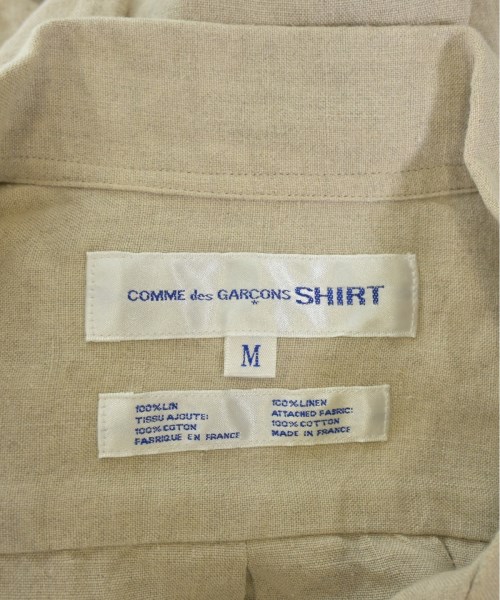 COMME des GARÇONS SHIRT
M
100%LIN
TISSU AJOUTE:
100%COTON
FABRIQUE EN FRANCE
100%LINEN
ATTACHED FABRIC:
100%COTTON
MADE IN FRANCE